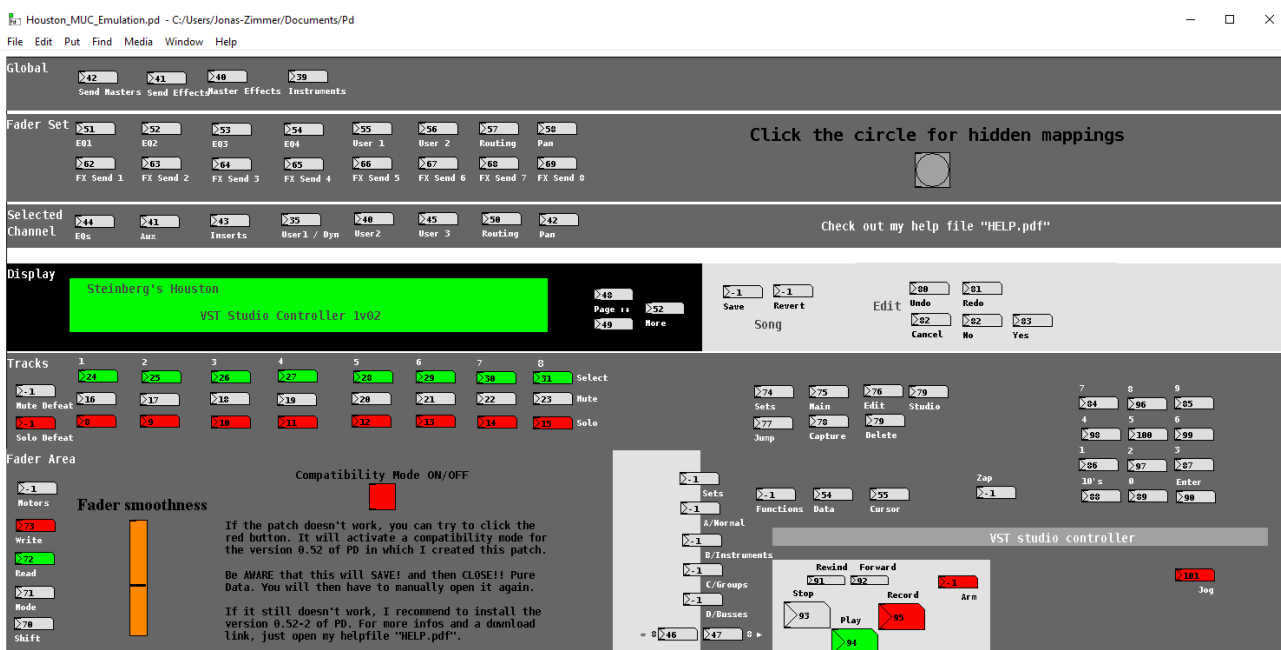 Houston_MUC_Emulation.pd - C:/Users/Jonas-Zimmer/Documents/Pd
File Edit Put Find Media Window Help
Global
42 41 40 39
Send Masters Send Effects Master Effects Instruments
Fader Set
51 52 53 54 55 56 57 58
EQ1 EQ2 EQ3 EQ4 User 1 User 2 Routing Pan
Click the circle for hidden mappings
62 63 64 65 66 67 68 69
FX Send 1 FX Send 2 FX Send 3 FX Send 4 FX Send 5 FX Send 6 FX Send 7 FX Send 8
Selected
Channel
44 41 43 35 40 45 50 42
EQs Aux Inserts User1 / Dyn User2 User 3 Routing Pan
Check out my help file "HELP.pdf"
Display
Steinberg's Houston
VST Studio Controller 1v02
48
Page ↑↓
49
52
More
-1 -1
Save Revert
Song
Edit
80 81
Undo Redo
82 82 83
Cancel No Yes
Tracks
1 2 3 4 5 6 7 8
24 25 26 27 28 29 30 31 Select
-1
Mute Defeat
16 17 18 19 20 21 22 23 Mute
-1
Solo Defeat
8 9 10 11 12 13 14 15 Solo
74 75 76 79
Sets Main Edit Studio
77 78 79
Jump Capture Delete
7 8 9
84 96 85
4 5 6
98 100 99
1 2 3
86 97 87
10's 0 Enter
88 89 90
Fader Area
-1
Motors
73
Write
72
Read
71
Mode
70
Shift
Fader smoothness
Compatibility Mode ON/OFF
If the patch doesn't work, you can try to click the
red button. It will activate a compatibility mode for
the version 0.52 of PD in which I created this patch.
Be AWARE that this will SAVE! and then CLOSE!! Pure
Data. You will then have to manually open it again.
If it still doesn't work, I recommend to install the
version 0.52-2 of PD. For more infos and a download
link, just open my helpfile "HELP.pdf".
-1
Sets
-1
A/Normal
-1
B/Instruments
-1
C/Groups
-1
D/Busses
8 46 47 8 ►
-1 54 55
Functions Data Cursor
Zap
-1
VST studio controller
Rewind Forward
91 92
Stop
93
Play
94
Record
95
-1
Arm
101
Jog